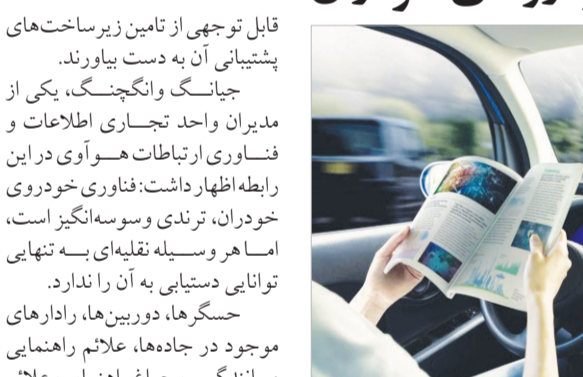 قابل توجهی از تامین زیرساخت‌های
پشتیبانی آن به دست بیاورند.
جیانگ وانگچنگ، یکی از
مدیران واحد تجاری اطلاعات و
فناوری ارتباطات هوآوی در این
رابطه اظهار داشت: فناوری خودروی
خودران، ترندی وسوسه‌انگیز است،
اما هر وسیله نقلیه‌ای به تنهایی
توانایی دستیابی به آن را ندارد.
حسگرها، دوربین‌ها، رادارهای
موجود در جاده‌ها، علائم راهنمایی